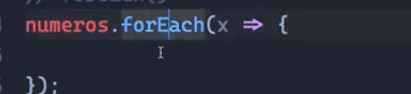 numeros.forEach(x => {
});